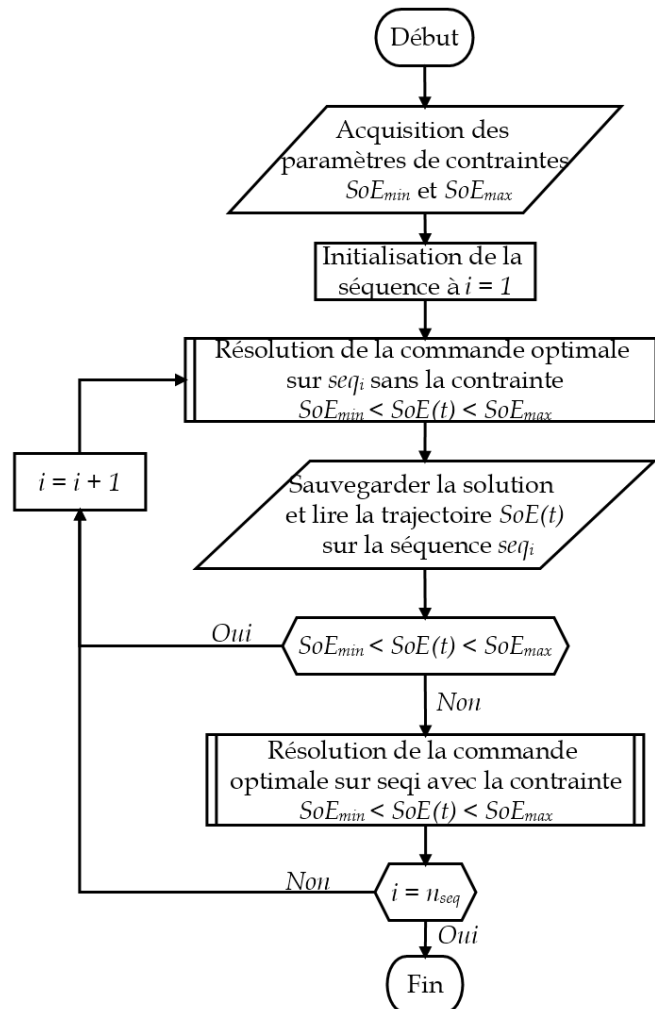 Début
Acquisition des
paramètres de contraintes
SoEmin et SoEmax
Initialisation de la
séquence à i = 1
Résolution de la commande optimale
sur seqi sans la contrainte
SoEmin < SoE(t) < SoEmax
i = i + 1
Sauvegarder la solution
et lire la trajectoire SoE(t)
sur la séquence seqi
Oui
SoEmin < SoE(t) < SoEmax
Non
Résolution de la commande
optimale sur seqi avec la contrainte
SoEmin < SoE(t) < SoEmax
Non
i = nseq
Oui
Fin